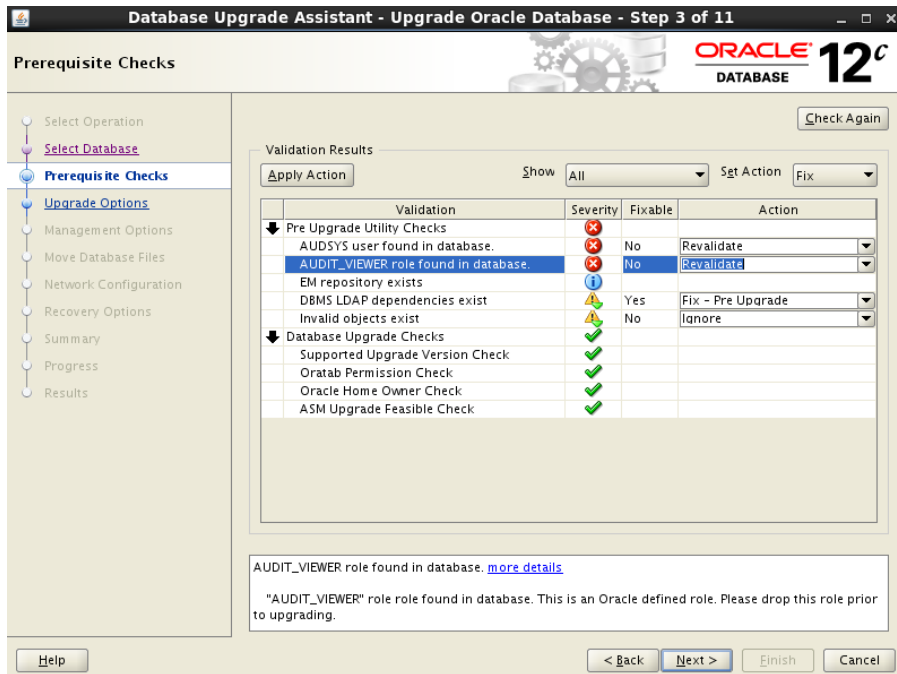 Database Upgrade Assistant - Upgrade Oracle Database - Step 3 of 11
Prerequisite Checks
ORACLE
DATABASE
12c
Select Operation
Select Database
Prerequisite Checks
Upgrade Options
Management Options
Move Database Files
Network Configuration
Recovery Options
Summary
Progress
Results
Check Again
Validation Results
Apply Action Show All Set Action Fix
Validation Severity Fixable Action
Pre Upgrade Utility Checks
AUDSYS user found in database. No Revalidate
AUDIT_VIEWER role found in database. No Revalidate
EM repository exists
DBMS LDAP dependencies exist Yes Fix - Pre Upgrade
Invalid objects exist No Ignore
Database Upgrade Checks
Supported Upgrade Version Check
Oratab Permission Check
Oracle Home Owner Check
ASM Upgrade Feasible Check
AUDIT_VIEWER role found in database. more details
"AUDIT_VIEWER" role role found in database. This is an Oracle defined role. Please drop this role prior
to upgrading.
Help < Back Next > Finish Cancel